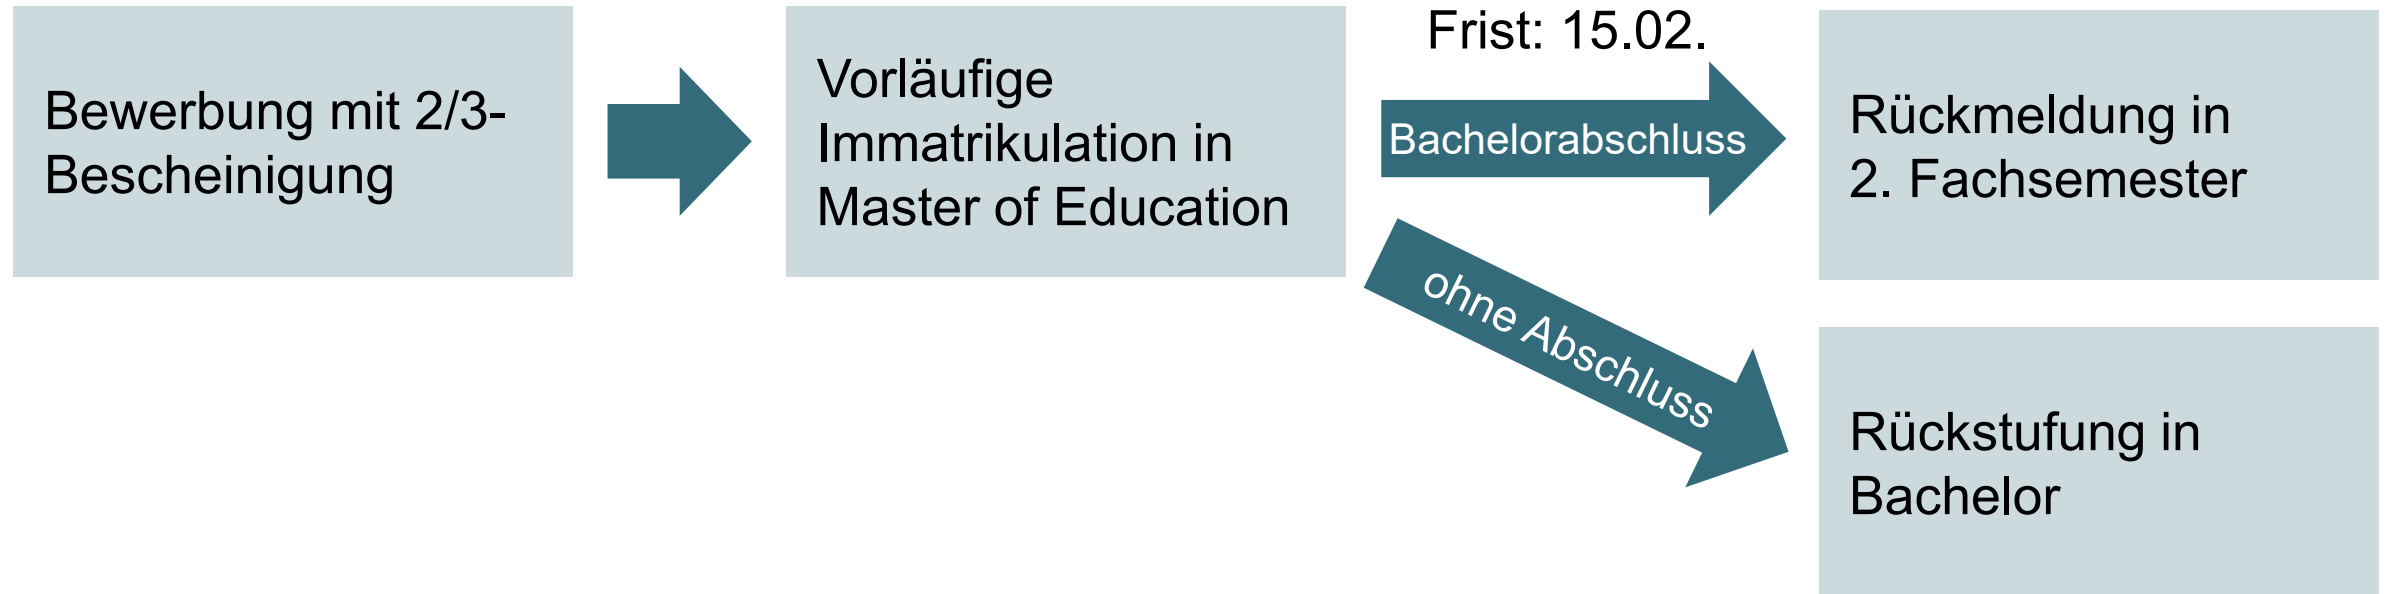 Bewerbung mit 2/3-
Bescheinigung
Vorläufige
Immatrikulation in
Master of Education
Frist: 15.02.
Bachelorabschluss
ohne Abschluss
Rückmeldung in
2. Fachsemester
Rückstufung in
Bachelor